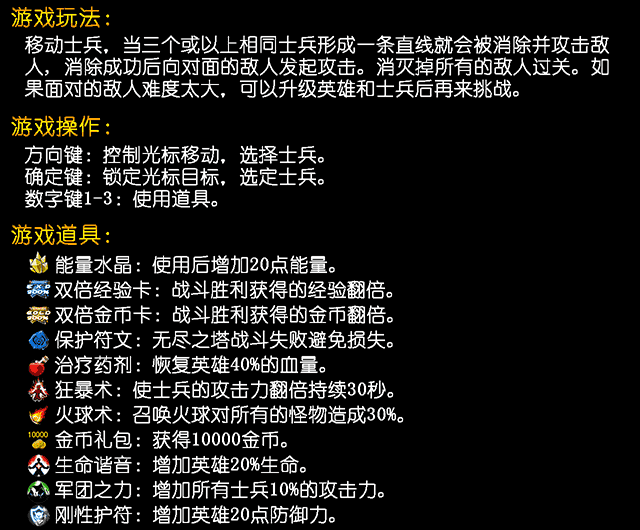 游戏玩法：
移动士兵，当三个或以上相同士兵形成一条直线就会被消除并攻击敌
人，消除成功后向对面的敌人发起攻击。消灭掉所有的敌人过关。如
果面对的敌人难度太大，可以升级英雄和士兵后再来挑战。
游戏操作：
方向键：控制光标移动，选择士兵。
确定键：锁定光标目标，选定士兵。
数字键1-3：使用道具。
游戏道具：
能量水晶：使用后增加20点能量。
双倍经验卡：战斗胜利获得的经验翻倍。
双倍金币卡：战斗胜利获得的金币翻倍。
保护符文：无尽之塔战斗失败避免损失。
治疗药剂：恢复英雄40%的血量。
狂暴术：使士兵的攻击力翻倍持续30秒。
火球术：召唤火球对所有的怪物造成30%。
10000 金币礼包：获得10000金币。
生命谐音：增加英雄20%生命。
军团之力：增加所有士兵10%的攻击力。
刚性护符：增加英雄20点防御力。